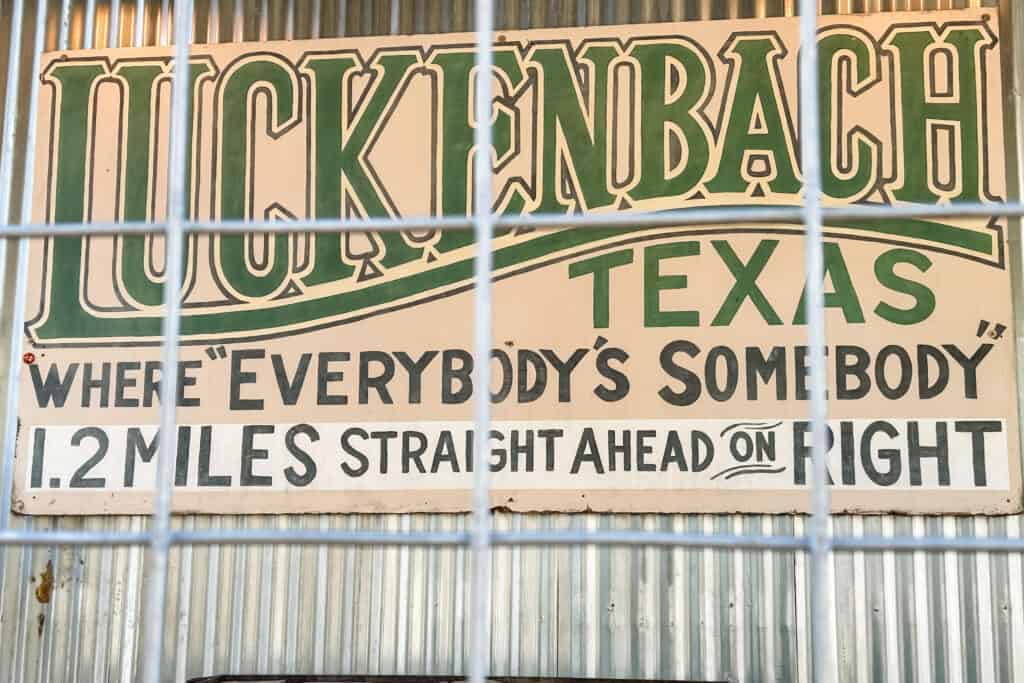 LUCKENBACH
TEXAS
WHERE "EVERYBODY'S SOMEBODY"
1.2 MILES STRAIGHT AHEAD ON RIGHT